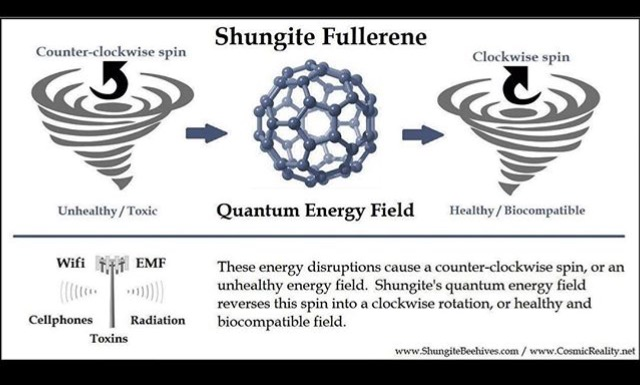 Shungite Fullerene
Counter-clockwise spin
Clockwise spin
Unhealthy / Toxic
Quantum Energy Field
Healthy / Biocompatible
Wifi
EMF
Cellphones
Radiation
Toxins
These energy disruptions cause a counter-clockwise spin, or an
unhealthy energy field. Shungite's quantum energy field
reverses this spin into a clockwise rotation, or healthy and
biocompatible field.
www.ShungiteBeehives.com / www.CosmicReality.net